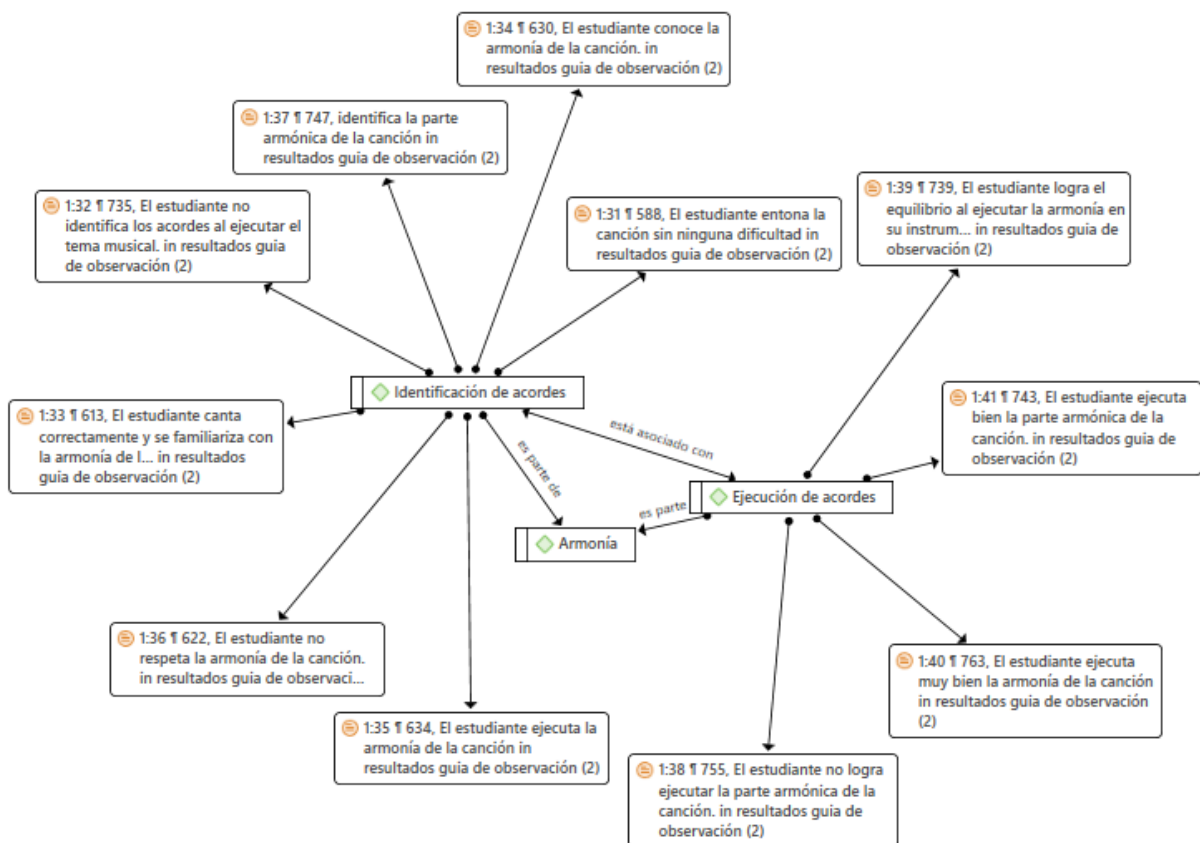 1:34 ¶ 630, El estudiante conoce la
armonía de la canción. in
resultados guia de observación (2)
1:37 ¶ 747, identifica la parte
armónica de la canción in
resultados guia de observación (2)
1:39 ¶ 739, El estudiante logra el
equilibrio al ejecutar la armonía en
su instrum... in resultados guia de
observación (2)
1:32 ¶ 735, El estudiante no
identifica los acordes al ejecutar el
tema musical. in resultados guia
de observación (2)
1:31 ¶ 588, El estudiante entona la
canción sin ninguna dificultad in
resultados guia de observación (2)
Identificación de acordes
1:33 ¶ 613, El estudiante canta
correctamente y se familiariza con
la armonía de l... in resultados
guia de observación (2)
1:41 ¶ 743, El estudiante ejecuta
bien la parte armónica de la
canción. in resultados guia de
observación (2)
está asociado con
es parte de
Ejecución de acordes
es parte
Armonía
1:36 ¶ 622, El estudiante no
respeta la armonía de la canción.
in resultados guia de observaci...
1:40 ¶ 763, El estudiante ejecuta
muy bien la armonía de la canción
in resultados guia de observación
(2)
1:35 ¶ 634, El estudiante ejecuta la
armonía de la canción in
resultados guia de observación (2)
1:38 ¶ 755, El estudiante no logra
ejecutar la parte armónica de la
canción. in resultados guia de
observación (2)